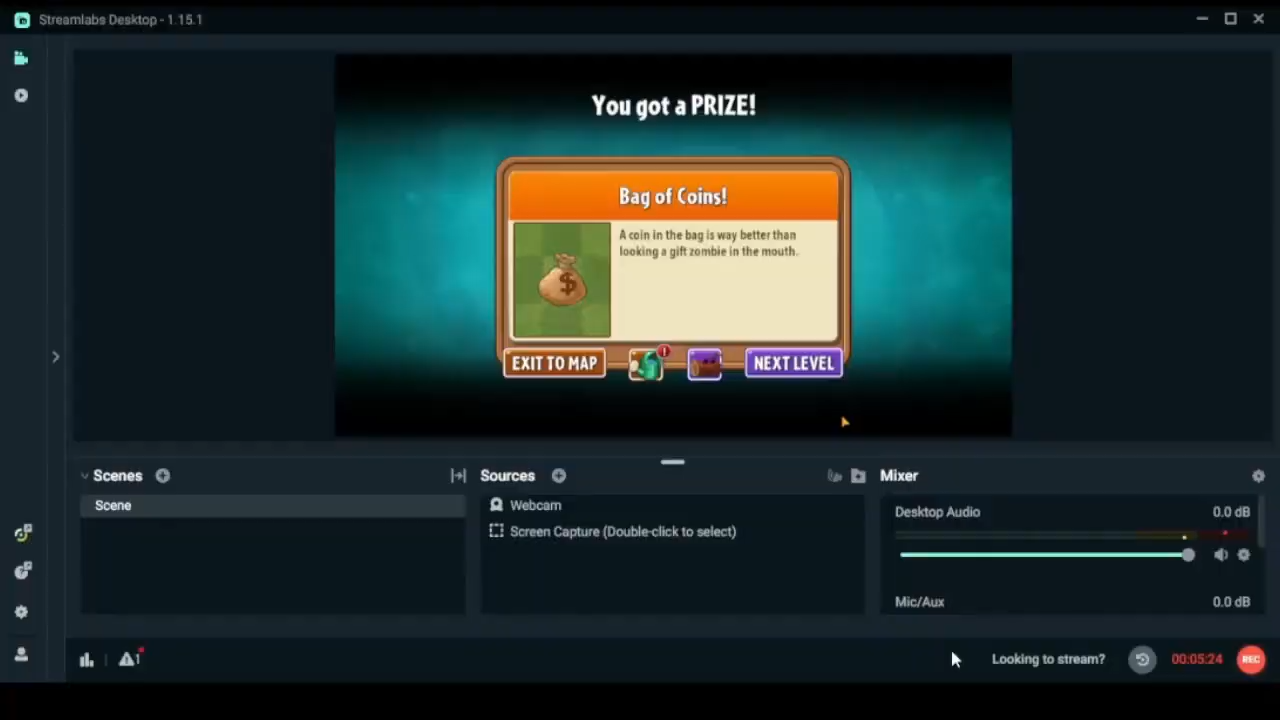 Streamlabs Desktop - 1.15.1
You got a PRIZE!
Bag of Coins!
A coin in the bag is way better than
looking a gift zombie in the mouth.
$
EXIT TO MAP
!
NEXT LEVEL
Scenes
Scene
Sources
Webcam
Screen Capture (Double-click to select)
Mixer
Desktop Audio 0.0 dB
Mic/Aux 0.0 dB
1
Looking to stream?
00:05:24
REC